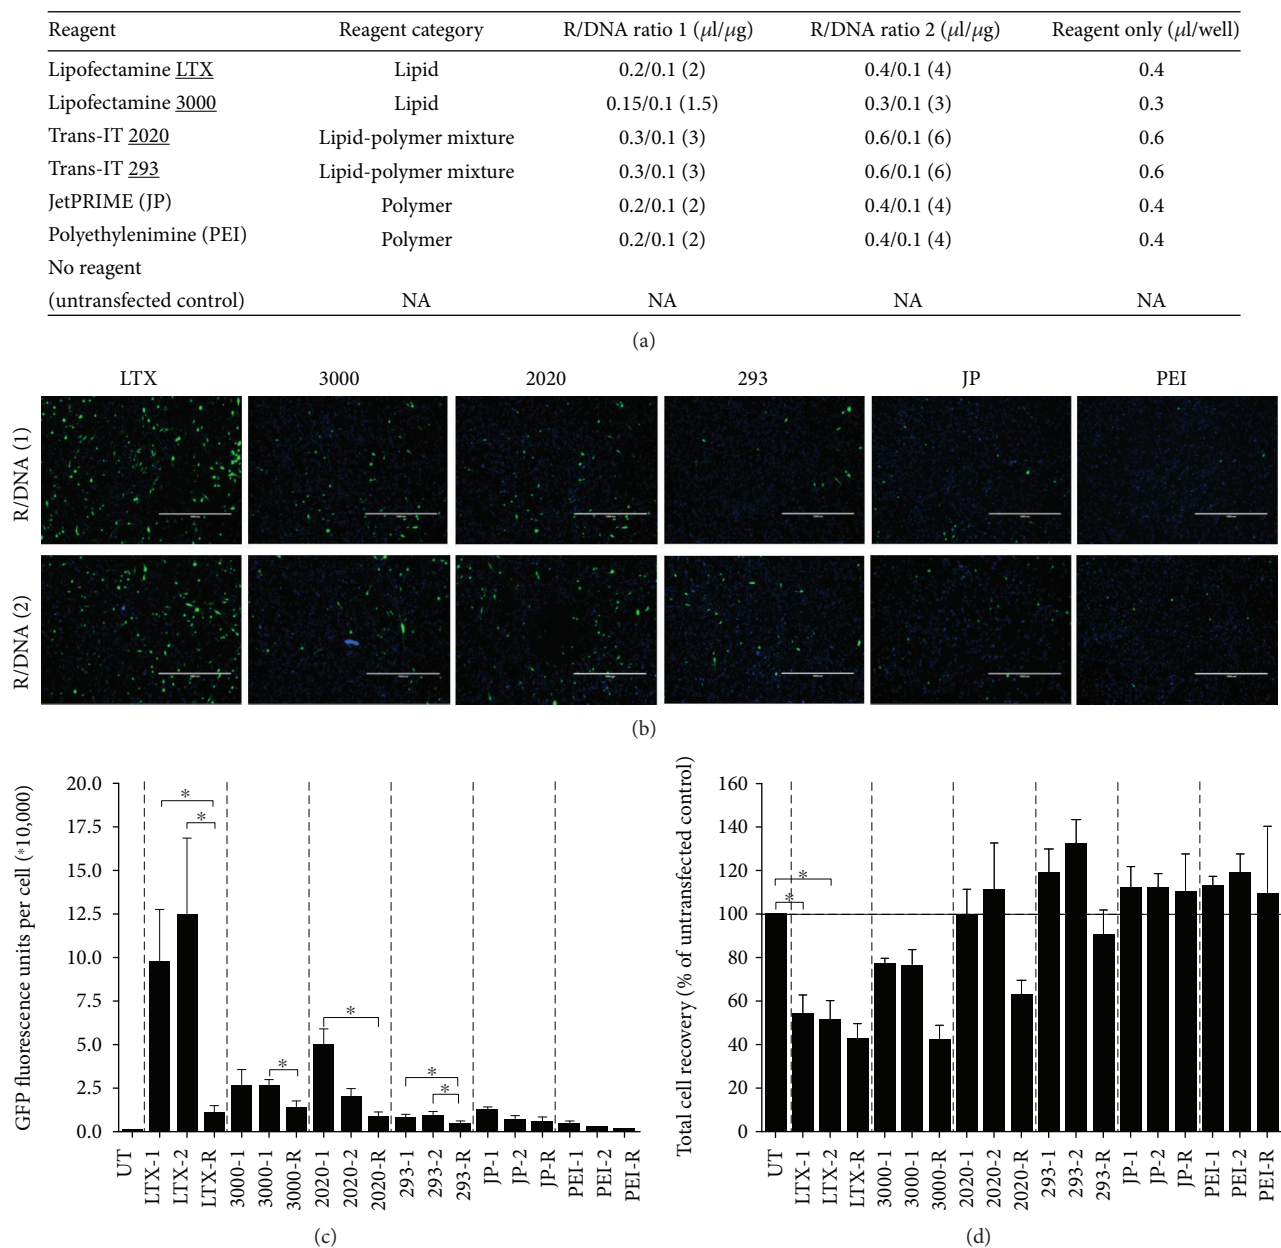 Reagent Reagent category R/DNA ratio 1 (μl/μg) R/DNA ratio 2 (μl/μg) Reagent only (μl/well)
Lipofectamine LTX Lipid 0.2/0.1 (2) 0.4/0.1 (4) 0.4
Lipofectamine 3000 Lipid 0.15/0.1 (1.5) 0.3/0.1 (3) 0.3
Trans-IT 2020 Lipid-polymer mixture 0.3/0.1 (3) 0.6/0.1 (6) 0.6
Trans-IT 293 Lipid-polymer mixture 0.3/0.1 (3) 0.6/0.1 (6) 0.6
JetPRIME (JP) Polymer 0.2/0.1 (2) 0.4/0.1 (4) 0.4
Polyethylenimine (PEI) Polymer 0.2/0.1 (2) 0.4/0.1 (4) 0.4
No reagent
(untransfected control) NA NA NA NA
(a)
LTX 3000 2020 293 JP PEI
R/DNA (1)
R/DNA (2)
(b)
GFP fluorescence units per cell (*10,000)
20.0
17.5
15.0
12.5
10.0
7.5
5.0
2.5
0.0
* * * * * *
UT LTX-1 LTX-2 LTX-R 3000-1 3000-1 3000-R 2020-1 2020-2 2020-R 293-1 293-2 293-R JP-1 JP-2 JP-R PEI-1 PEI-2 PEI-R
(c)
Total cell recovery (% of untransfected control)
160
140
120
100
80
60
40
20
0
* *
UT LTX-1 LTX-2 LTX-R 3000-1 3000-1 3000-R 2020-1 2020-2 2020-R 293-1 293-2 293-R JP-1 JP-2 JP-R PEI-1 PEI-2 PEI-R
(d)